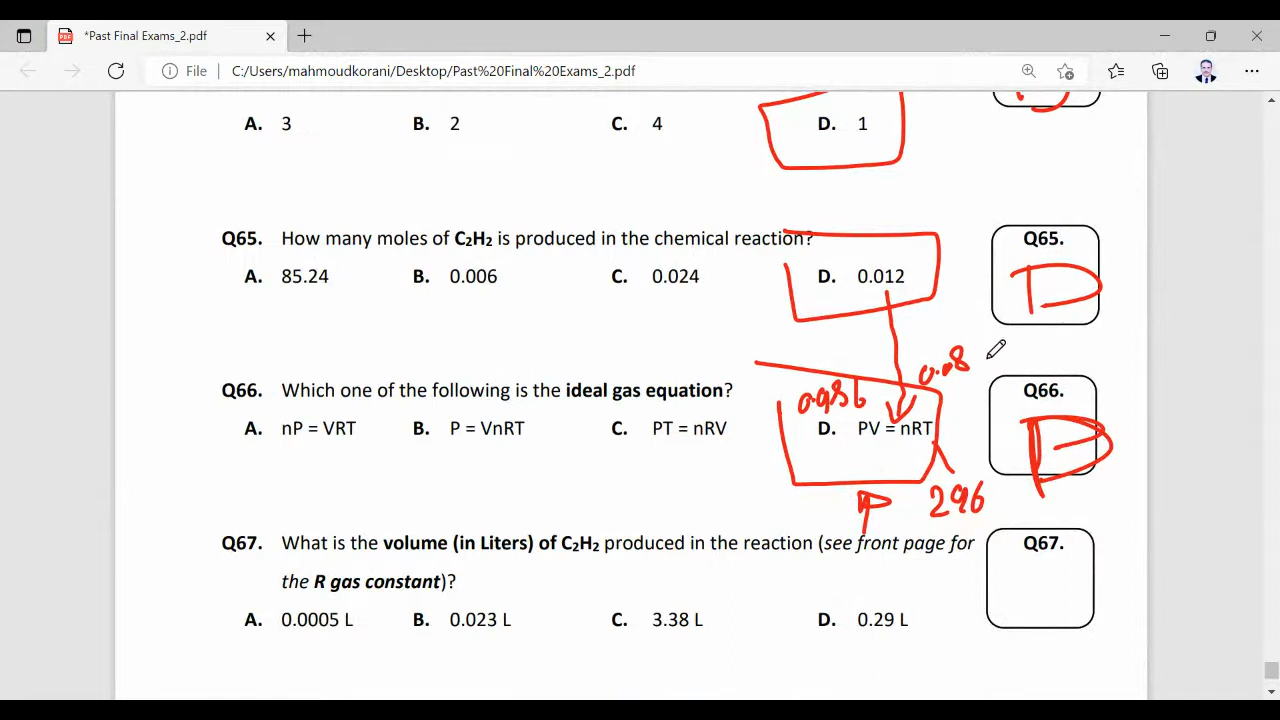 *Past Final Exams_2.pdf
File C:/Users/mahmoudkorani/Desktop/Past%20Final%20Exams_2.pdf
A. 3 B. 2 C. 4 D. 1
Q65. How many moles of C₂H₂ is produced in the chemical reaction? Q65.
A. 85.24 B. 0.006 C. 0.024 D. 0.012 D
0.08
Q66. Which one of the following is the ideal gas equation? 0.986 Q66.
A. nP = VRT B. P = VnRT C. PT = nRV D. PV = nRT D
P 296
Q67. What is the volume (in Liters) of C₂H₂ produced in the reaction (see front page for Q67.
the R gas constant)?
A. 0.0005 L B. 0.023 L C. 3.38 L D. 0.29 L